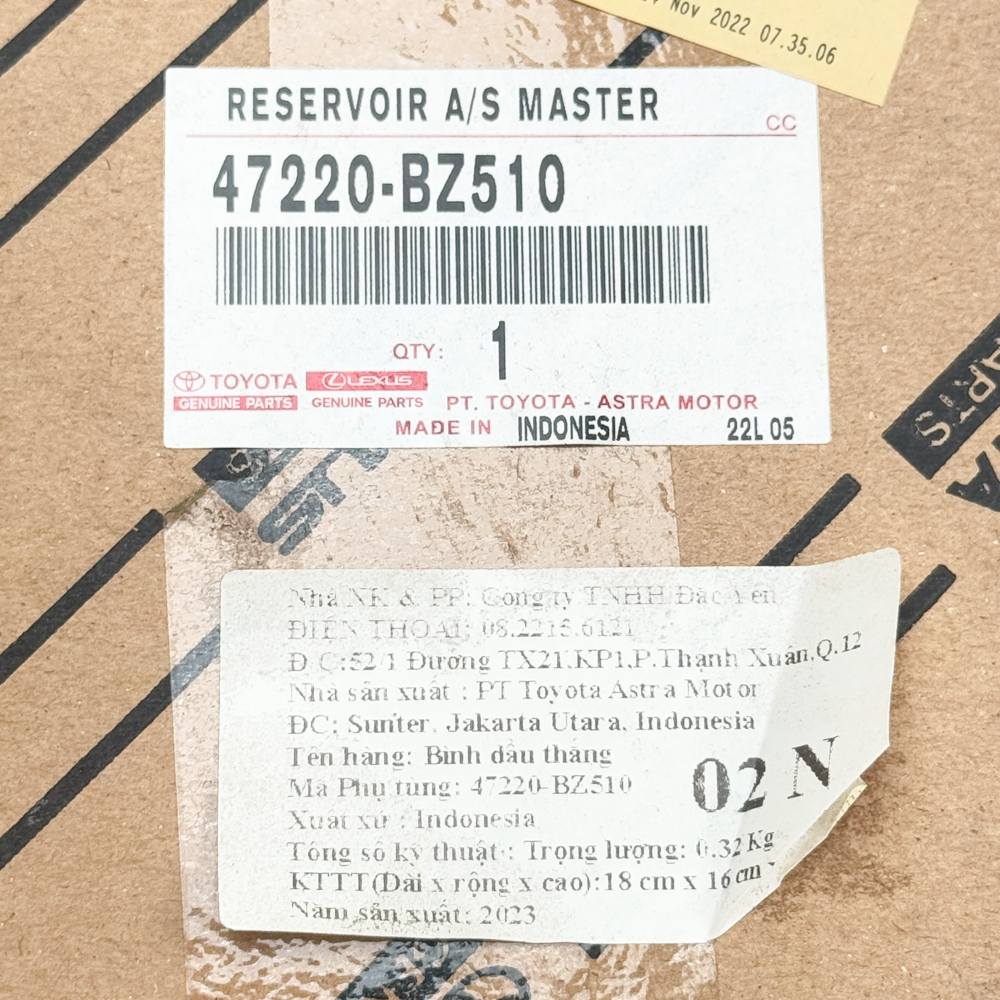 Nov 2022 07.35.06
RESERVOIR A/S MASTER
CC
47220-BZ510
QTY: 1
TOYOTA LEXUS
GENUINE PARTS GENUINE PARTS PT. TOYOTA - ASTRA MOTOR
MADE IN INDONESIA 22L 05
PARTS
Nhà NK & PP: Công ty TNHH Đắc Yến
ĐIỆN THOẠI: 08.2215.6121
ĐC:52/1 Đường TX21.KP1.P.Thạnh Xuân,Q.12
Nhà sản xuất : PT Toyota Astra Motor
ĐC: Sunter, Jakarta Utara, Indonesia
Tên hàng: Bình dầu thắng
Mã Phụ tùng: 47220-BZ510
02 N
Xuất xứ : Indonesia
Tông số kỹ thuật : Trọng lượng: 0.32 Kg
KTTT(Dài x rộng x cao):18 cm x 16 cm
Năm sản xuất: 2023